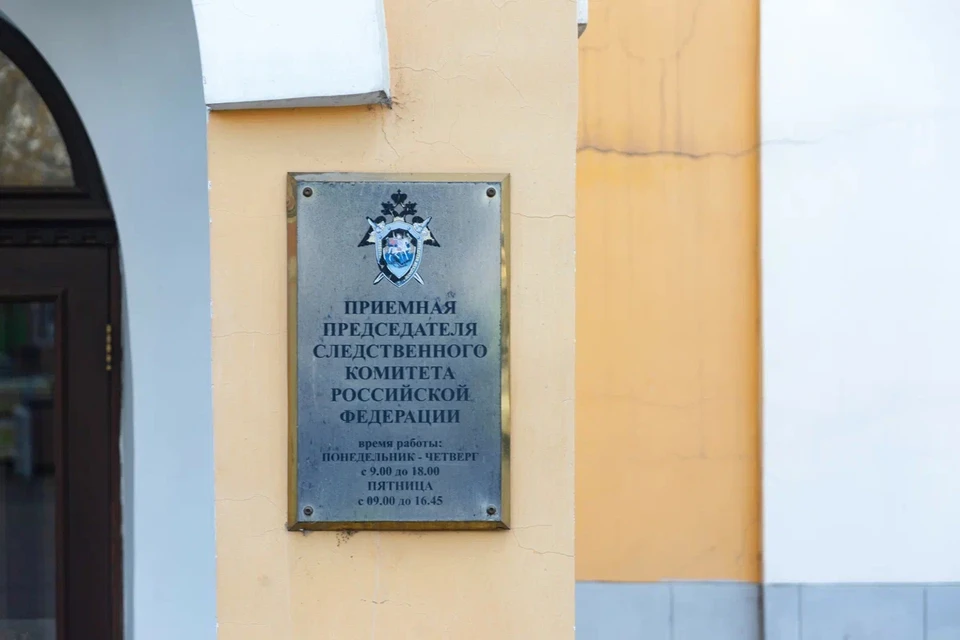 ПРИЕМНАЯ
ПРЕДСЕДАТЕЛЯ
СЛЕДСТВЕННОГО
КОМИТЕТА
РОССИЙСКОЙ
ФЕДЕРАЦИИ
время работы:
ПОНЕДЕЛЬНИК - ЧЕТВЕРГ
с 9.00 до 18.00
ПЯТНИЦА
с 09.00 до 16.45